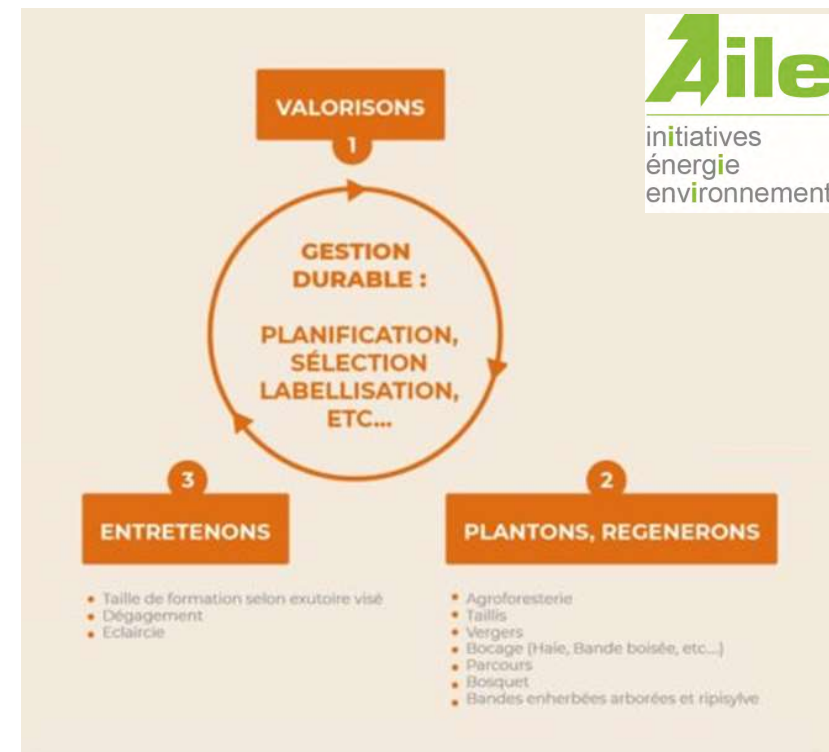 Aile
initiatives
énergie
environnement
VALORISONS
1
GESTION
DURABLE :
PLANIFICATION,
SÉLECTION
LABELLISATION,
ETC...
3
ENTRETENONS
• Taille de formation selon exutoire visé
• Dégagement
• Eclaircie
2
PLANTONS, REGENERONS
• Agroforesterie
• Taillis
• Vergers
• Bocage (Haie, Bande boisée, etc...)
• Parcours
• Bosquet
• Bandes enherbées arborées et ripisylve